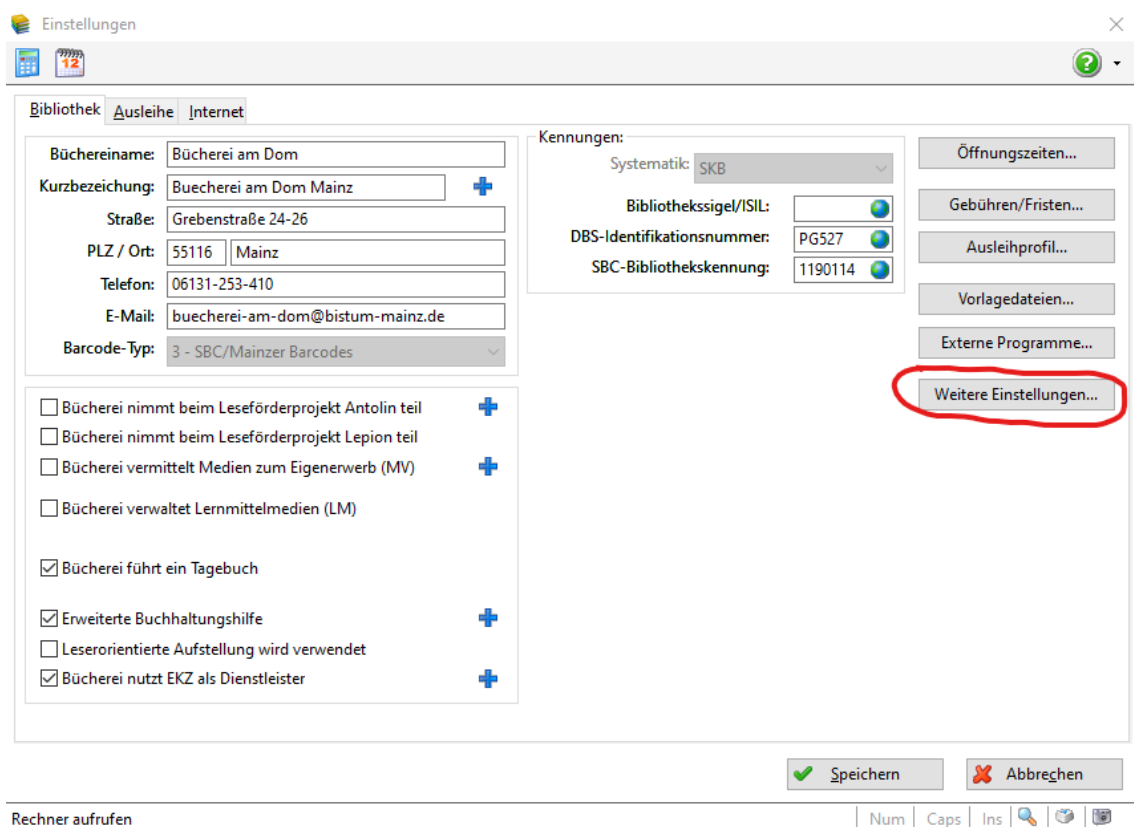 Einstellungen
12
Bibliothek Ausleihe Internet
Büchereiname: Bücherei am Dom
Kurzbezeichung: Buecherei am Dom Mainz
Straße: Grebenstraße 24-26
PLZ / Ort: 55116 Mainz
Telefon: 06131-253-410
E-Mail: buecherei-am-dom@bistum-mainz.de
Barcode-Typ: 3 - SBC/Mainzer Barcodes
Kennungen:
Systematik: SKB
Bibliothekssigel/ISIL:
DBS-Identifikationsnummer: PG527
SBC-Bibliothekskennung: 1190114
Öffnungszeiten...
Gebühren/Fristen...
Ausleihprofil...
Vorlagedateien...
Externe Programme...
Weitere Einstellungen...
Bücherei nimmt beim Leseförderprojekt Antolin teil
Bücherei nimmt beim Leseförderprojekt Lepion teil
Bücherei vermittelt Medien zum Eigenerwerb (MV)
Bücherei verwaltet Lernmittelmedien (LM)
Bücherei führt ein Tagebuch
Erweiterte Buchhaltungshilfe
Leserorientierte Aufstellung wird verwendet
Bücherei nutzt EKZ als Dienstleister
Speichern Abbrechen
Rechner aufrufen Num Caps Ins